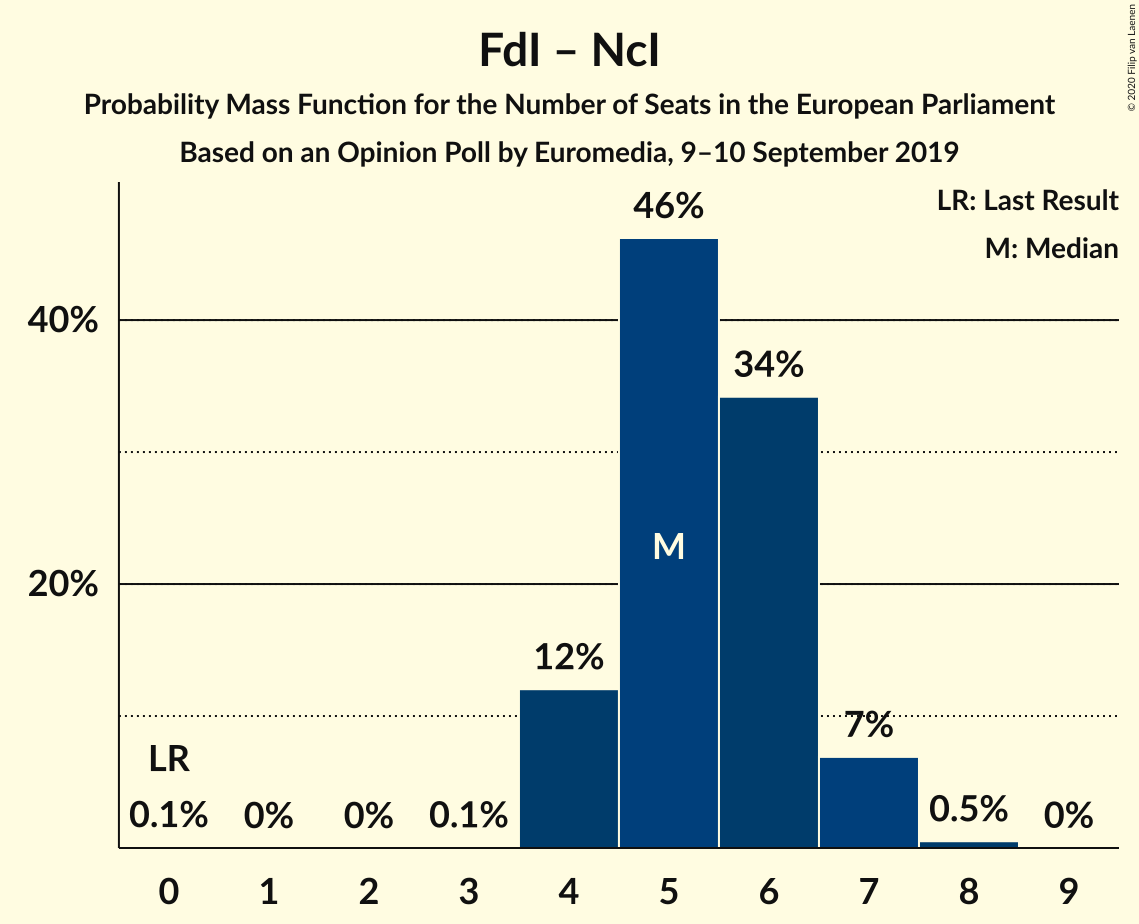 FdI – NcI
Probability Mass Function for the Number of Seats in the European Parliament
Based on an Opinion Poll by Euromedia, 9–10 September 2019
© 2020 Filip van Laenen
LR: Last Result
M: Median
40%
20%
LR
0.1%
0%
0%
0.1%
12%
46%
M
34%
7%
0.5%
0%
0
1
2
3
4
5
6
7
8
9